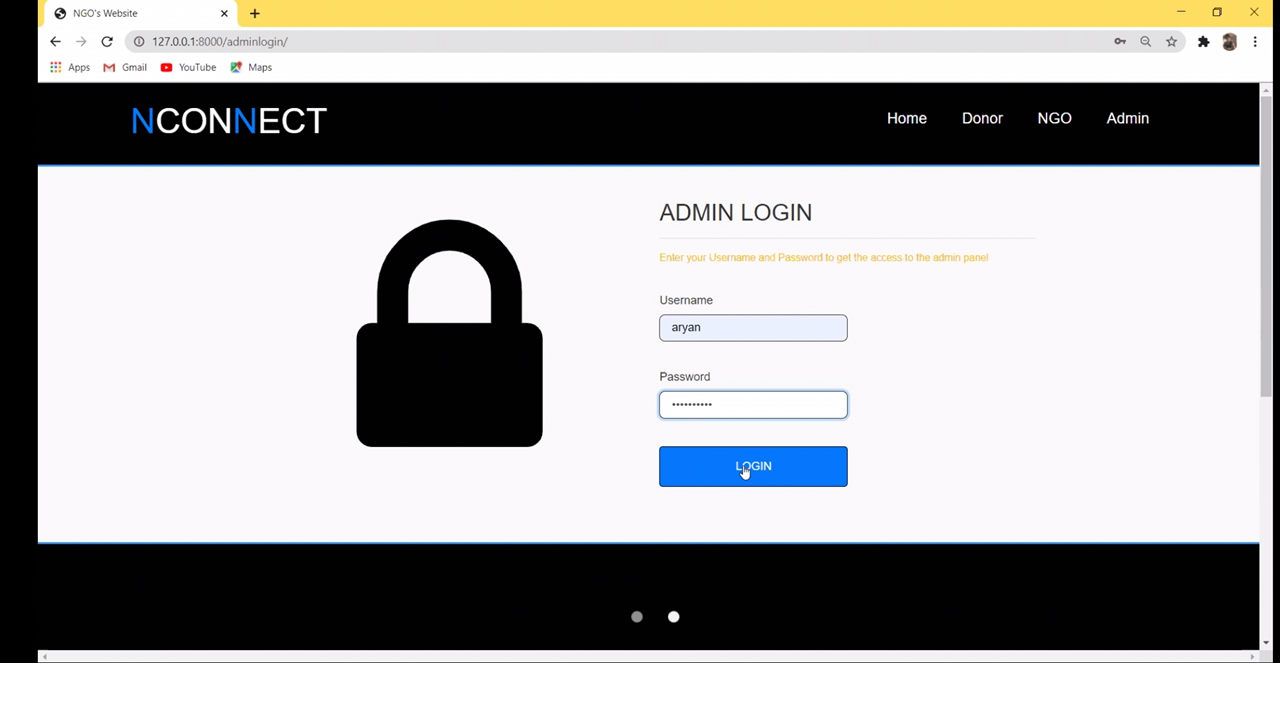 NGO's Website
127.0.0.1:8000/adminlogin/
Apps Gmail YouTube Maps
NCONNECT Home Donor NGO Admin
ADMIN LOGIN
Enter your Username and Password to get the access to the admin panel
Username
aryan
Password
••••••••••
LOGIN